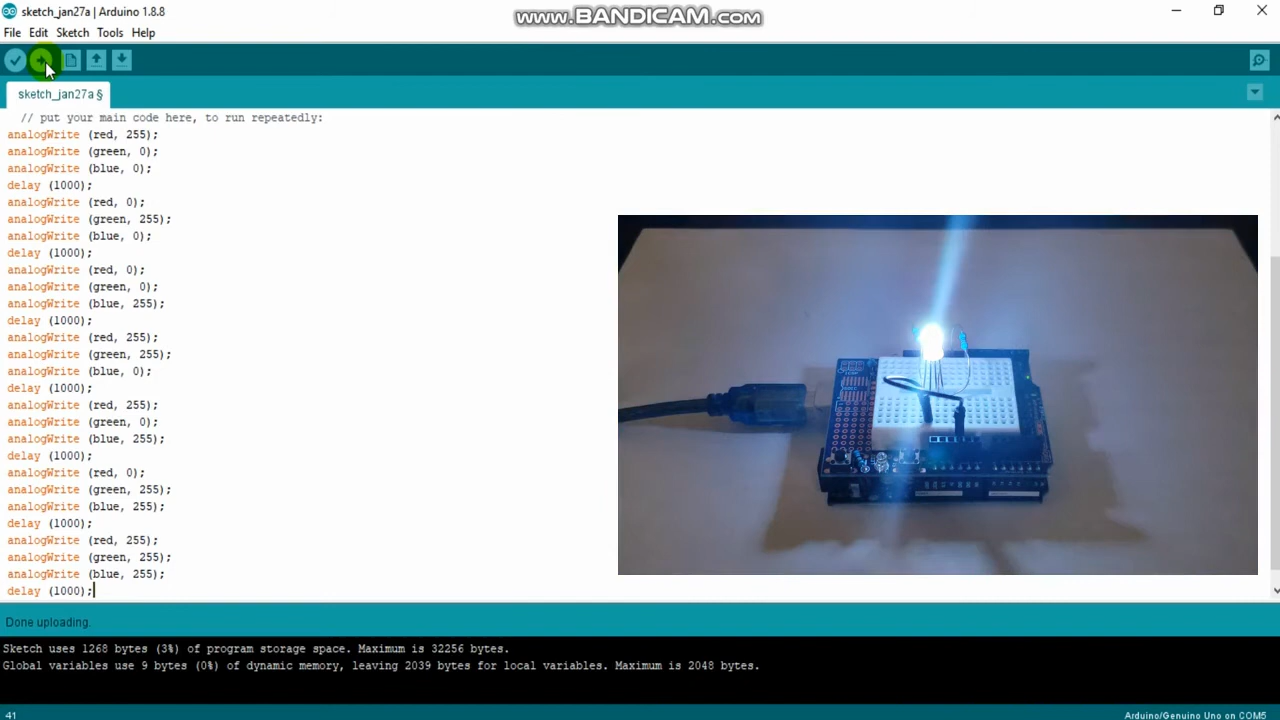 sketch_jan27a | Arduino 1.8.8
www.BANDICAM.com
File Edit Sketch Tools Help
sketch_jan27a §
// put your main code here, to run repeatedly:
analogWrite (red, 255);
analogWrite (green, 0);
analogWrite (blue, 0);
delay (1000);
analogWrite (red, 0);
analogWrite (green, 255);
analogWrite (blue, 0);
delay (1000);
analogWrite (red, 0);
analogWrite (green, 0);
analogWrite (blue, 255);
delay (1000);
analogWrite (red, 255);
analogWrite (green, 255);
analogWrite (blue, 0);
delay (1000);
analogWrite (red, 255);
analogWrite (green, 0);
analogWrite (blue, 255);
delay (1000);
analogWrite (red, 0);
analogWrite (green, 255);
analogWrite (blue, 255);
delay (1000);
analogWrite (red, 255);
analogWrite (green, 255);
analogWrite (blue, 255);
delay (1000);
Done uploading.
Sketch uses 1268 bytes (3%) of program storage space. Maximum is 32256 bytes.
Global variables use 9 bytes (0%) of dynamic memory, leaving 2039 bytes for local variables. Maximum is 2048 bytes.
41
Arduino/Genuino Uno on COM5